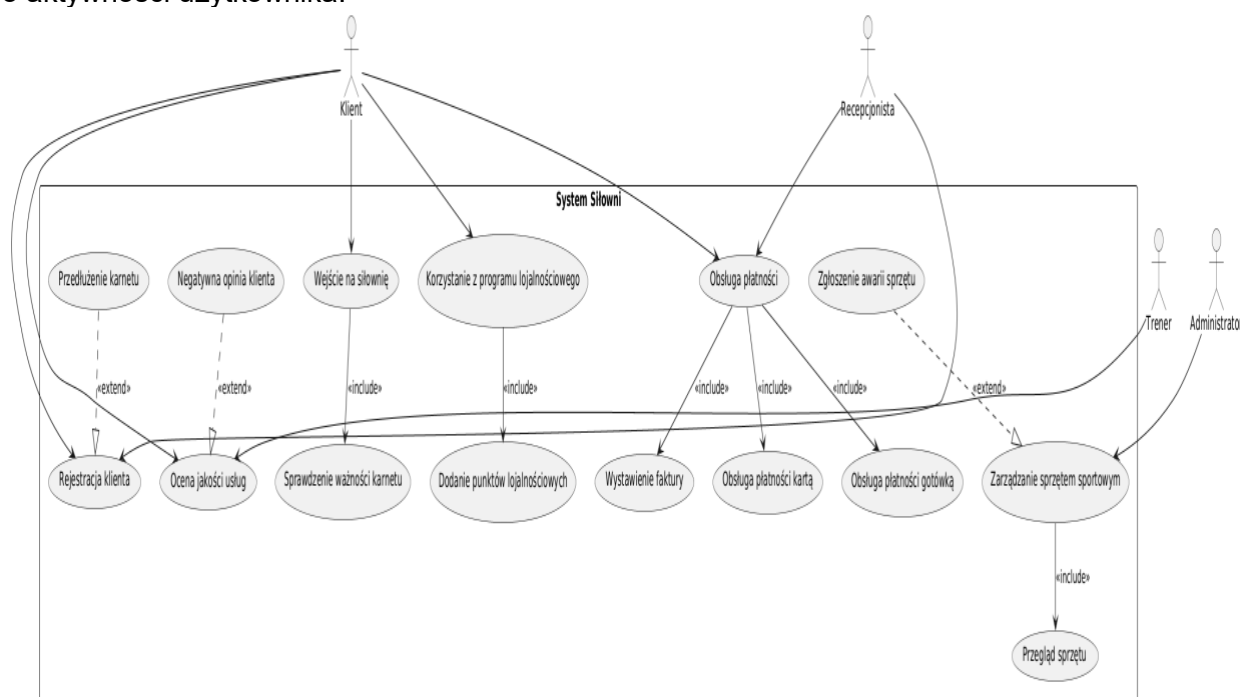 aktywności użytkownika.
Klient
Recepcjonista
System Siłowni
Przedłużenie karnetu
Negatywna opinia klienta
Wejście na siłownię
Korzystanie z programu lojalnościowego
Obsługa płatności
Zgłoszenie awarii sprzętu
Trener
Administrato
«extend»
«extend»
«include»
«include»
«include»
«include»
«include»
«extend»
Rejestracja klienta
Ocena jakości usług
Sprawdzenie ważności karnetu
Dodanie punktów lojalnościowych
Wystawienie faktury
Obsługa płatności kartą
Obsługa płatności gotówką
Zarządzanie sprzętem sportowym
«include»
Przegląd sprzętu